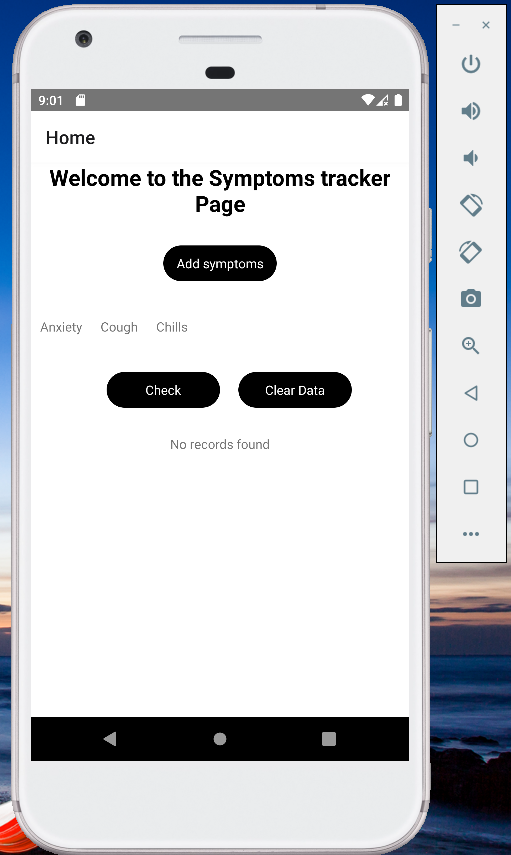 9:01
Home
Welcome to the Symptoms tracker
Page
Add symptoms
Anxiety Cough Chills
Check Clear Data
No records found